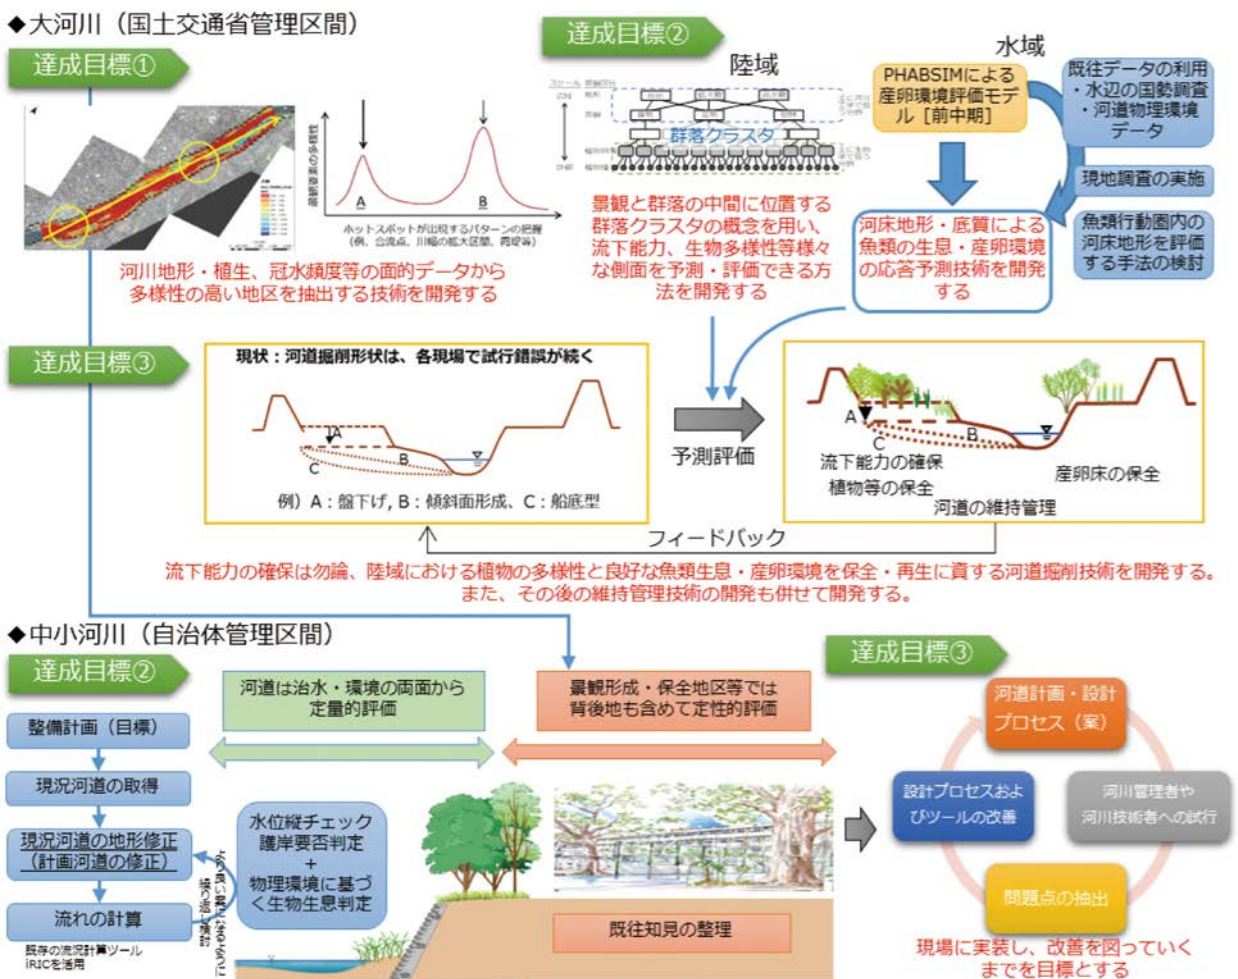 ◆大河川（国土交通省管理区間）
達成目標①
景観要素の多様性
A
B
ホットスポットが出現するパターンの把握
（例、合流点、川幅の拡大区間、霞堤等）
河川地形・植生、冠水頻度等の面的データから
多様性の高い地区を抽出する技術を開発する
達成目標②
陸域
スケール
群落クラスタ
景観と群落の中間に位置する
群落クラスタの概念を用い、
流下能力、生物多様性等様々
な側面を予測・評価できる方
法を開発する
水域
PHABSIMによる
産卵環境評価モデ
ル［前中期］
既往データの利用
・水辺の国勢調査
・河道物理環境
データ
現地調査の実施
魚類行動圏内の
河床地形を評価
する手法の検討
河床地形・底質による
魚類の生息・産卵環境
の応答予測技術を開発
する
達成目標③
現状：河道掘削形状は、各現場で試行錯誤が続く
A
B
C
例）A：盤下げ, B：傾斜面形成、C：船底型
予測評価
A
B
C
流下能力の確保
植物等の保全
産卵床の保全
河道の維持管理
フィードバック
流下能力の確保は勿論、陸域における植物の多様性と良好な魚類生息・産卵環境を保全・再生に資する河道掘削技術を開発する。
また、その後の維持管理技術の開発も併せて開発する。
◆中小河川（自治体管理区間）
達成目標②
整備計画（目標）
現況河道の取得
現況河道の地形修正
（計画河道の修正）
流れの計算
既存の流況計算ツール
iRICを活用
繰り返し検討
水位縦チェック
護岸要否判定
+
物理環境に基づ
く生物生息判定
河道は治水・環境の両面から
定量的評価
景観形成・保全地区等では
背後地も含めて定性的評価
既往知見の整理
達成目標③
河道計画・設計
プロセス（案）
河川管理者や
河川技術者への試行
問題点の抽出
設計プロセスおよ
びツールの改善
現場に実装し、改善を図っていく
までを目標とする